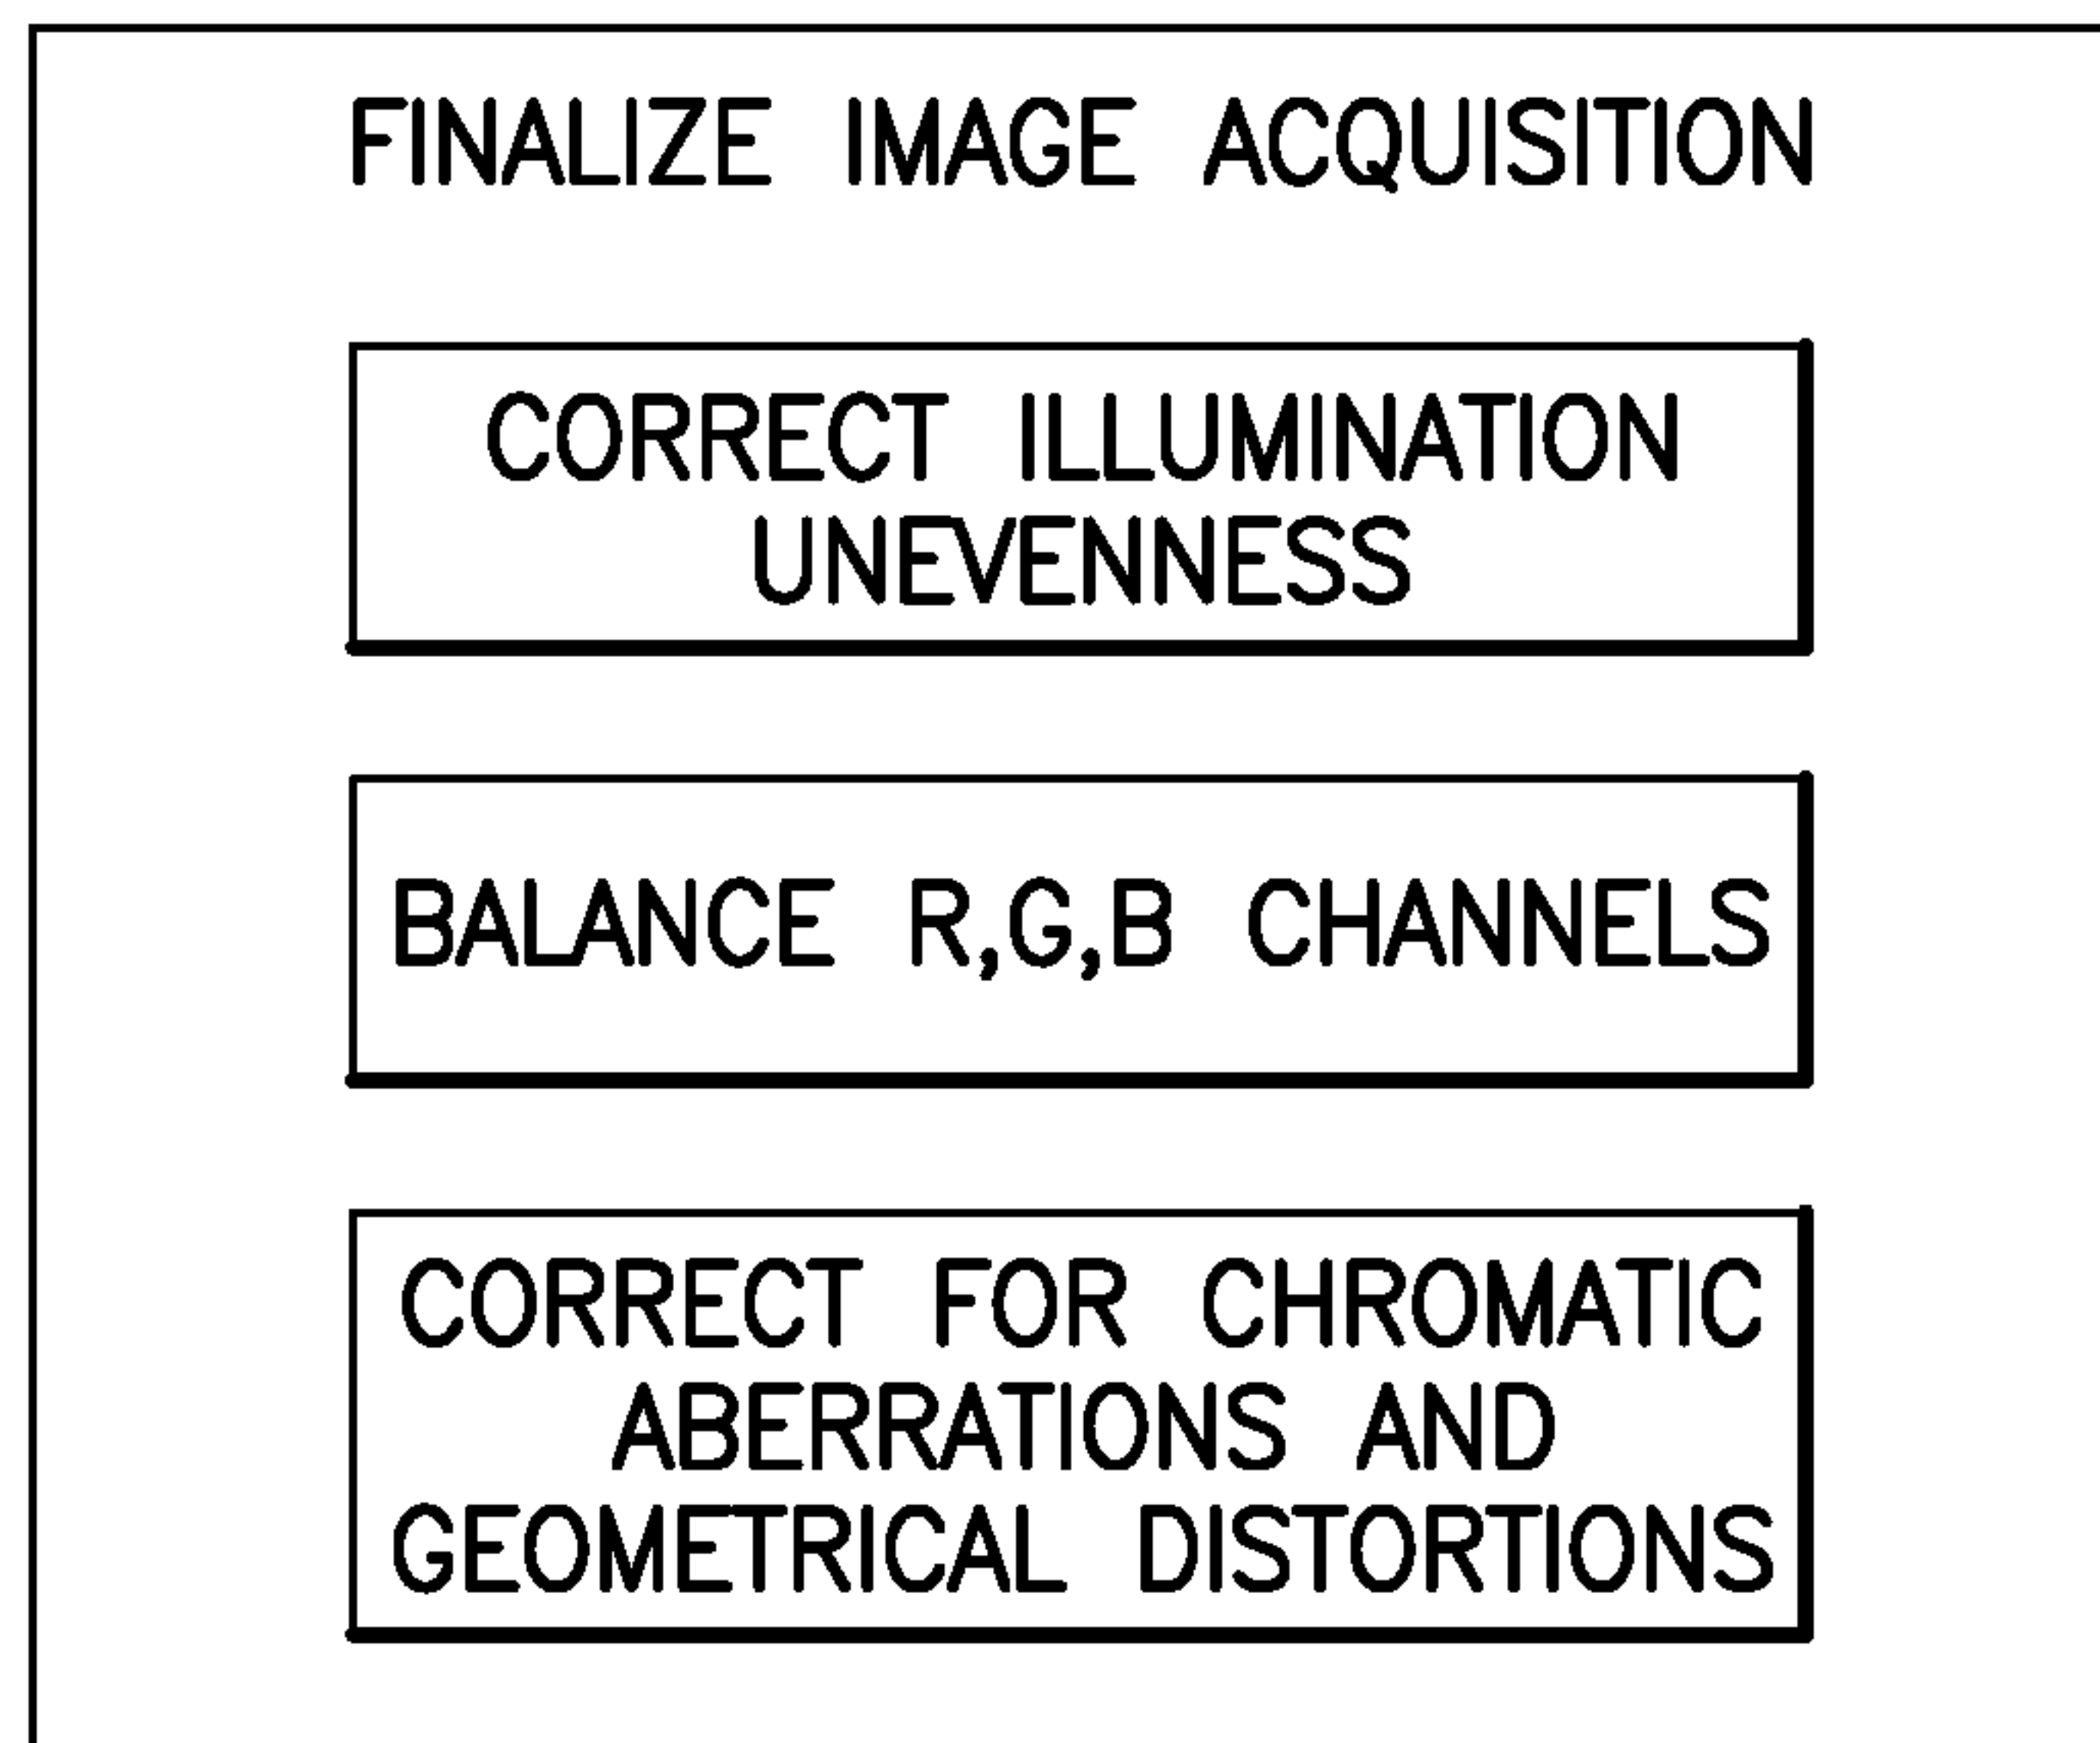 FINALIZE IMAGE ACQUISITION
CORRECT ILLUMINATION
UNEVENNESS
BALANCE R,G,B CHANNELS
CORRECT FOR CHROMATIC
ABERRATIONS AND
GEOMETRICAL DISTORTIONS